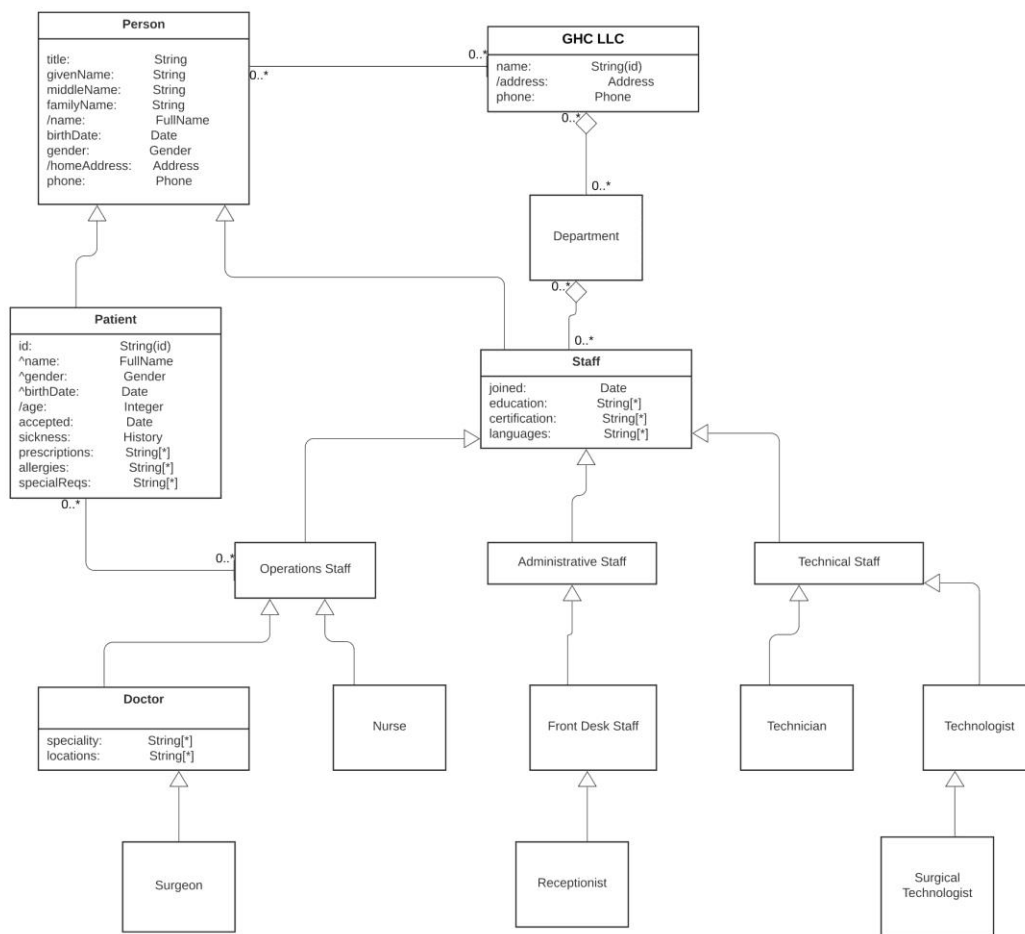 Person
title: String
givenName: String
middleName: String
familyName: String
/name: FullName
birthDate: Date
gender: Gender
/homeAddress: Address
phone: Phone
0..*
0..*
GHC LLC
name: String(id)
/address: Address
phone: Phone
0..*
0..*
Department
0..*
0..*
Patient
id: String(id)
^name: FullName
^gender: Gender
^birthDate: Date
/age: Integer
accepted: Date
sickness: History
prescriptions: String[*]
allergies: String[*]
specialReqs: String[*]
0..*
0..*
Staff
joined: Date
education: String[*]
certification: String[*]
languages: String[*]
Operations Staff
Administrative Staff
Technical Staff
Doctor
speciality: String[*]
locations: String[*]
Nurse
Front Desk Staff
Technician
Technologist
Surgeon
Receptionist
Surgical
Technologist